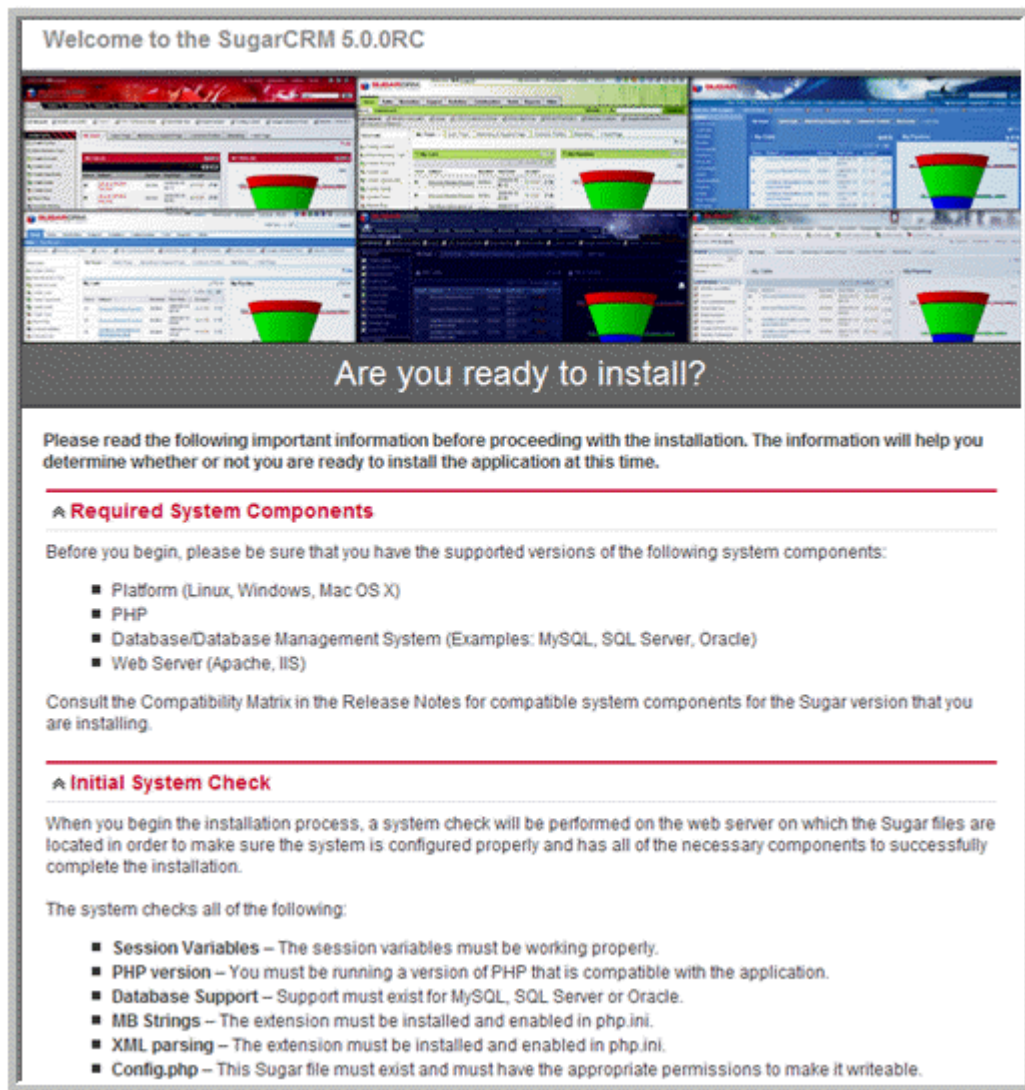 Welcome to the SugarCRM 5.0.0RC
Are you ready to install?
Please read the following important information before proceeding with the installation. The information will help you
determine whether or not you are ready to install the application at this time.
Required System Components
Before you begin, please be sure that you have the supported versions of the following system components:
Platform (Linux, Windows, Mac OS X)
PHP
Database/Database Management System (Examples: MySQL, SQL Server, Oracle)
Web Server (Apache, IIS)
Consult the Compatibility Matrix in the Release Notes for compatible system components for the Sugar version that you
are installing.
Initial System Check
When you begin the installation process, a system check will be performed on the web server on which the Sugar files are
located in order to make sure the system is configured properly and has all of the necessary components to successfully
complete the installation.
The system checks all of the following:
Session Variables – The session variables must be working properly.
PHP version – You must be running a version of PHP that is compatible with the application.
Database Support – Support must exist for MySQL, SQL Server or Oracle.
MB Strings – The extension must be installed and enabled in php.ini.
XML parsing – The extension must be installed and enabled in php.ini.
Config.php – This Sugar file must exist and must have the appropriate permissions to make it writeable.